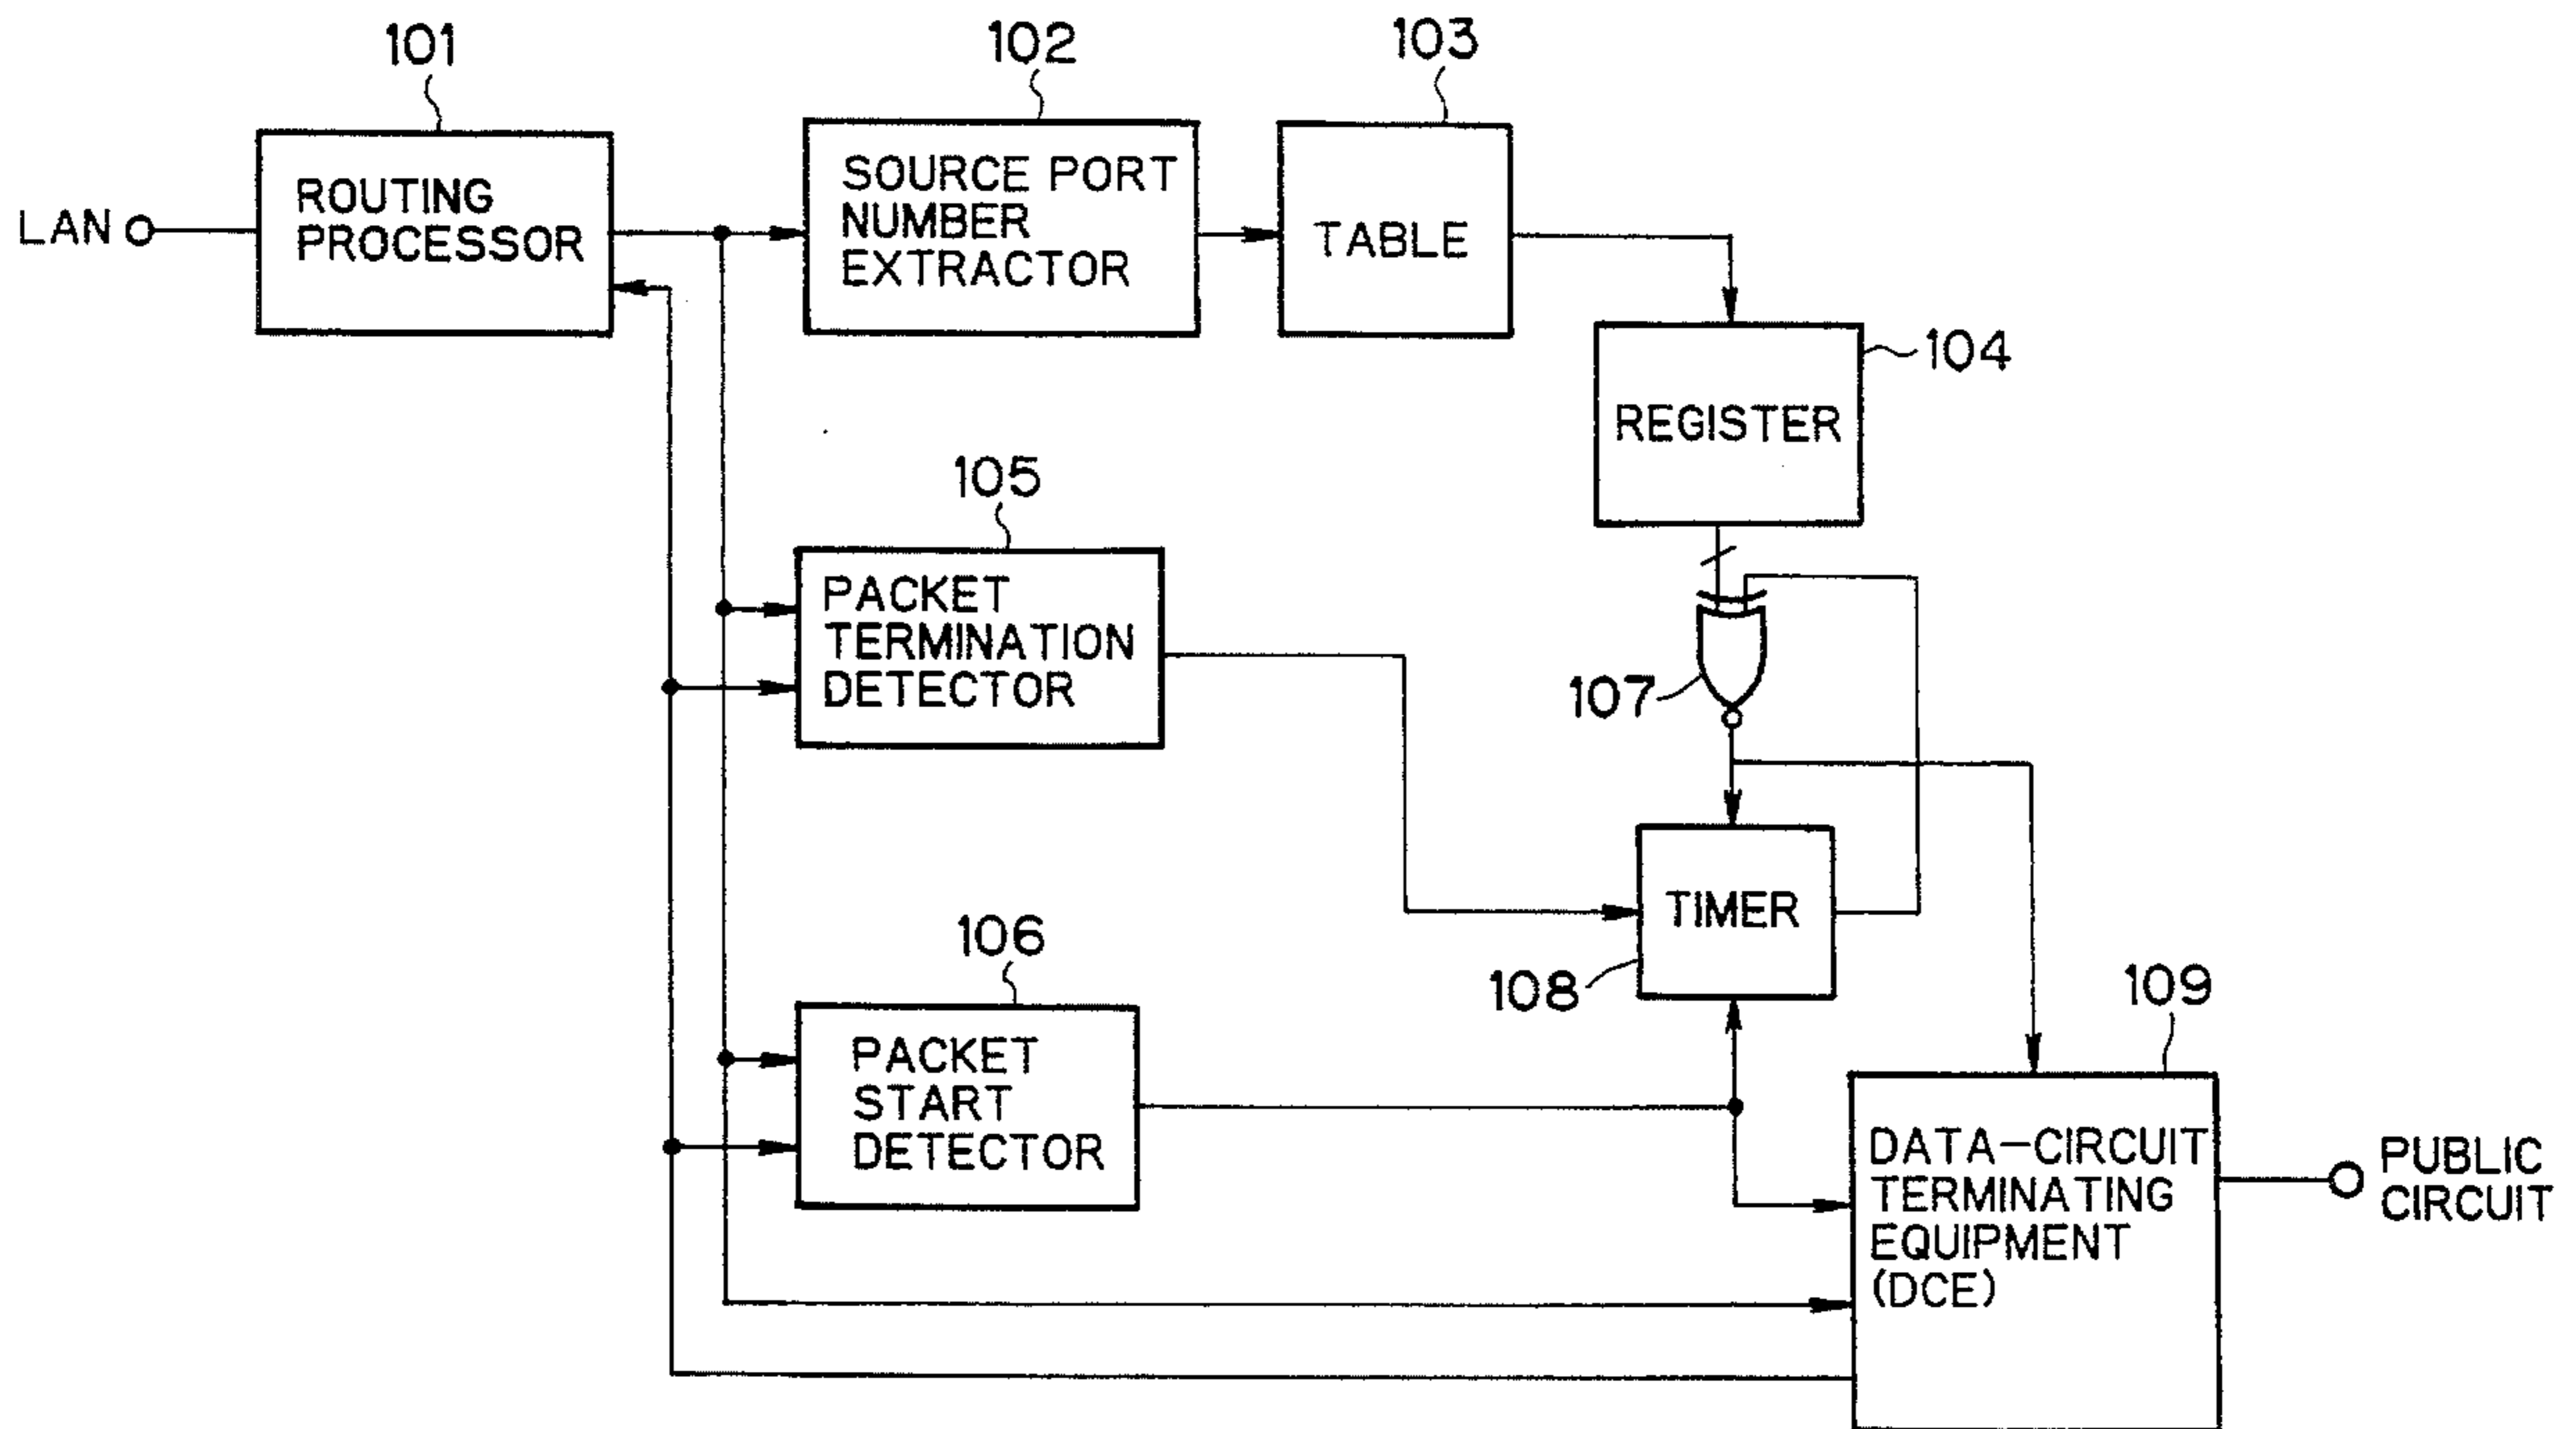 101
102
103
LAN
ROUTING
PROCESSOR
SOURCE PORT
NUMBER
EXTRACTOR
TABLE
104
REGISTER
105
PACKET
TERMINATION
DETECTOR
107
106
PACKET
START
DETECTOR
TIMER
108
109
DATA-CIRCUIT
TERMINATING
EQUIPMENT
(DCE)
PUBLIC
CIRCUIT